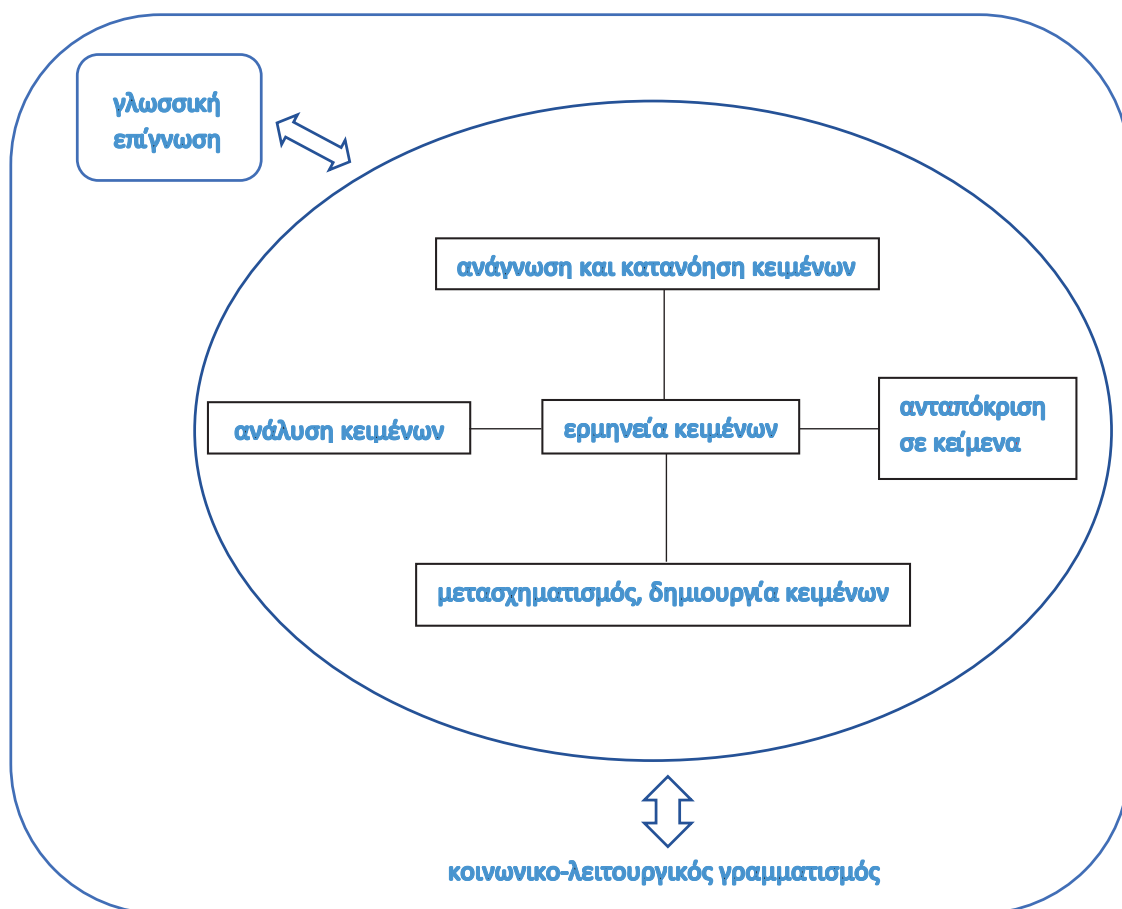 γλωσσική
επίγνωση
ανάγνωση και κατανόηση κειμένων
ανάλυση κειμένων
ερμηνεία κειμένων
ανταπόκριση
σε κείμενα
μετασχηματισμός, δημιουργία κειμένων
κοινωνικο-λειτουργικός γραμματισμός